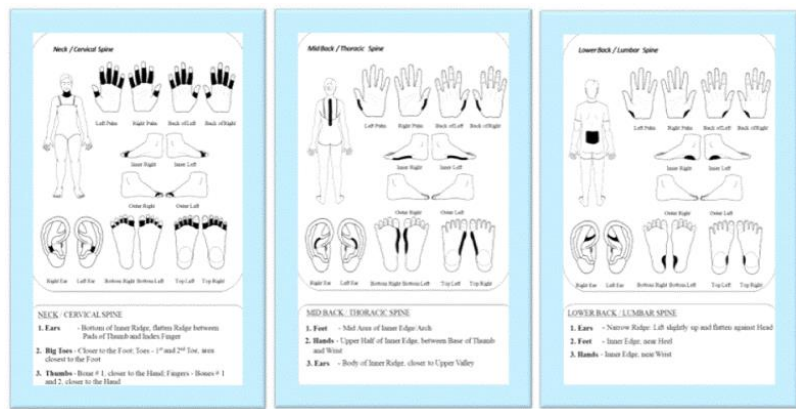 Neck / Cervical Spine
Left Palm Right Palm Back of Left Back of Right
Inner Right Inner Left
Outer Right Outer Left
Right Ear Left Ear Bottom Right Bottom Left Top Left Top Right
NECK / CERVICAL SPINE
1. Ears - Bottom of Inner Ridge, flatten Ridge between
Pads of Thumb and Index Finger
2. Big Toes - Closer to the Foot; Toes - 1st and 2nd Toe, area
closest to the Foot
3. Thumbs - Bone # 1, closer to the Hand; Fingers - Bones # 1
and 2, closer to the Hand
Mid Back / Thoracic Spine
Left Palm Right Palm Back of Left Back of Right
Inner Right Inner Left
Outer Right Outer Left
Right Ear Left Ear Bottom Right Bottom Left Top Left Top Right
MID BACK / THORACIC SPINE
1. Foot - Mid Area of Inner Edge/Arch
2. Hands - Upper Half of Inner Edge, between Base of Thumb
and Wrist
3. Ears - Body of Inner Ridge, closer to Upper Valley
Lower Back / Lumbar Spine
Left Palm Right Palm Back of Left Back of Right
Inner Right Inner Left
Outer Right Outer Left
Right Ear Left Ear Bottom Right Bottom Left Top Left Top Right
LOWER BACK / LUMBAR SPINE
1. Ears - Narrow Ridge: Lift slightly up and flatten against Head
2. Feet - Inner Edge, near Heel
3. Hands - Inner Edge, near Wrist